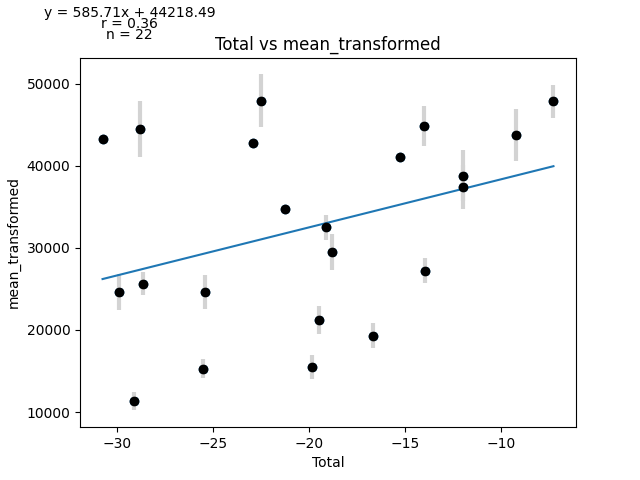 y = 585.71x + 44218.49
r = 0.36
n = 22
Total vs mean_transformed
50000
40000
30000
20000
10000
mean_transformed
−30
−25
−20
−15
−10
Total